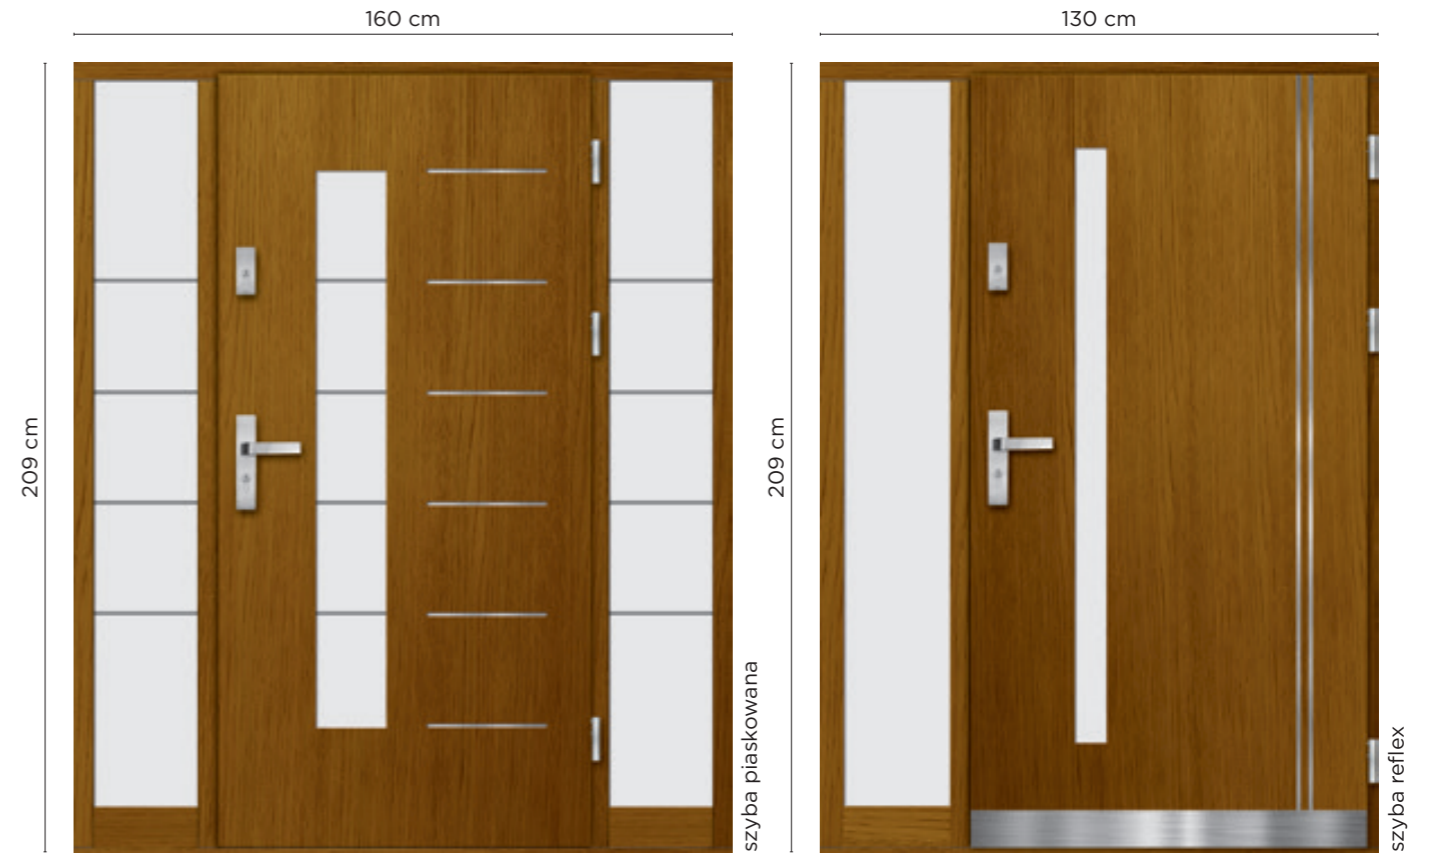 160 cm
130 cm
209 cm
szyba piaskowana
209 cm
szyba reflex